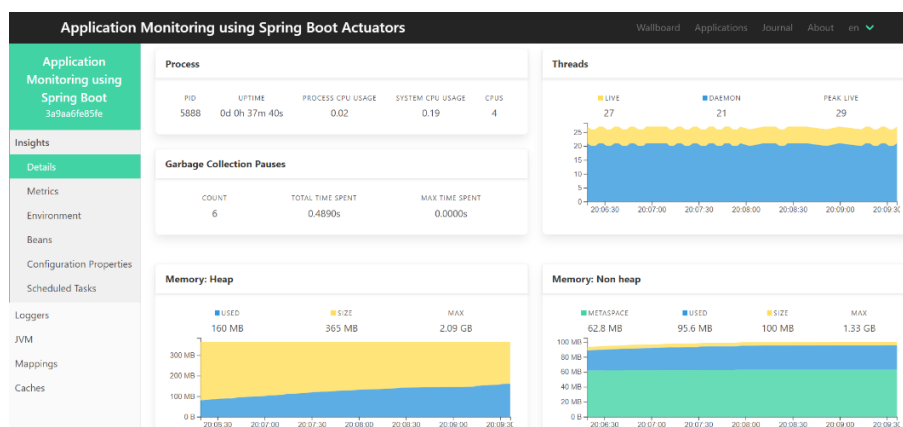 Application Monitoring using Spring Boot Actuators
Wallboard Applications Journal About en
Application
Monitoring using
Spring Boot
3a9aa6fe85fe
Insights
Details
Metrics
Environment
Beans
Configuration Properties
Scheduled Tasks
Loggers
JVM
Mappings
Caches
Process
PID UPTIME PROCESS CPU USAGE SYSTEM CPU USAGE CPUS
5888 0d 0h 37m 40s 0.02 0.19 4
Garbage Collection Pauses
COUNT TOTAL TIME SPENT MAX TIME SPENT
6 0.4890s 0.0000s
Threads
LIVE DAEMON PEAK LIVE
27 21 29
25
20
15
10
5
0
20:06:30 20:07:00 20:07:30 20:08:00 20:08:30 20:09:00 20:09:30
Memory: Heap
USED SIZE MAX
160 MB 365 MB 2.09 GB
300 MB
200 MB
100 MB
0 B
20:06:30 20:07:00 20:07:30 20:08:00 20:08:30 20:09:00 20:09:30
Memory: Non heap
METASPACE USED SIZE MAX
62.8 MB 95.6 MB 100 MB 1.33 GB
100 MB
80 MB
60 MB
40 MB
20 MB
0 B
20:06:30 20:07:00 20:07:30 20:08:00 20:08:30 20:09:00 20:09:30